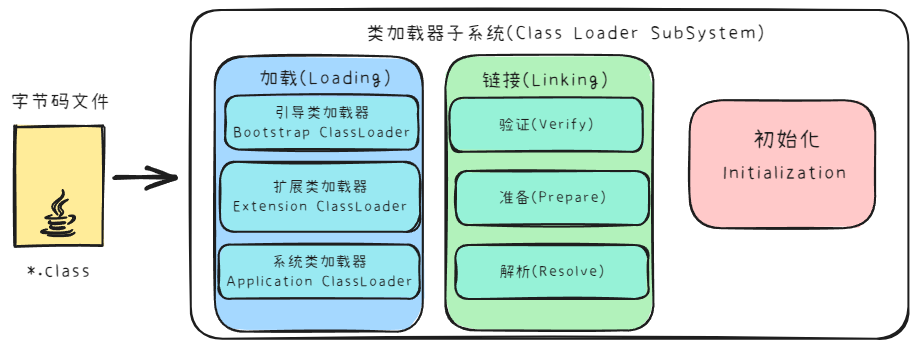 类加载器子系统(Class Loader SubSystem)
字节码文件
*.class
加载(Loading)
引导类加载器
Bootstrap ClassLoader
扩展类加载器
Extension ClassLoader
系统类加载器
Application ClassLoader
链接(Linking)
验证(Verify)
准备(Prepare)
解析(Resolve)
初始化
Initialization